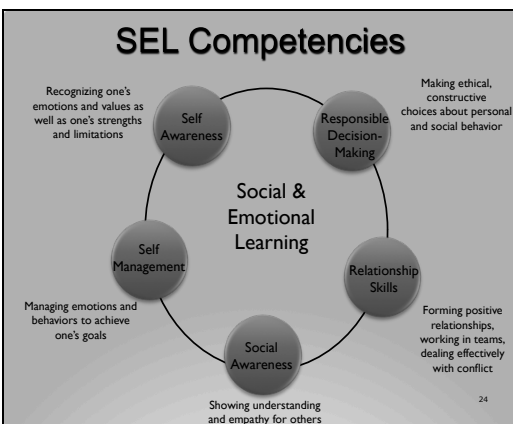 SEL Competencies
Recognizing one's
emotions and values as
well as one's strengths
and limitations
Self
Awareness
Responsible
Decision-
Making
Making ethical,
constructive
choices about personal
and social behavior
Social &
Emotional
Learning
Self
Management
Managing emotions and
behaviors to achieve
one's goals
Relationship
Skills
Forming positive
relationships,
working in teams,
dealing effectively
with conflict
Social
Awareness
Showing understanding
and empathy for others
24